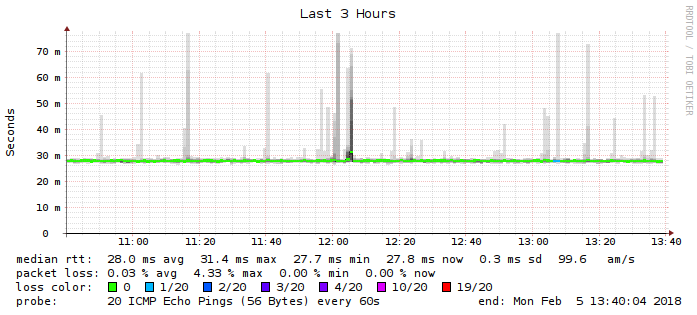 Last 3 Hours
RRDTOOL / TOBI OETIKER
Seconds
70 m
60 m
50 m
40 m
30 m
20 m
10 m
0
11:00 11:20 11:40 12:00 12:20 12:40 13:00 13:20 13:40
median rtt: 28.0 ms avg 31.4 ms max 27.7 ms min 27.8 ms now 0.3 ms sd 99.6 am/s
packet loss: 0.03 % avg 4.33 % max 0.00 % min 0.00 % now
loss color: 0 1/20 2/20 3/20 4/20 10/20 19/20
probe: 20 ICMP Echo Pings (56 Bytes) every 60s end: Mon Feb 5 13:40:04 2018